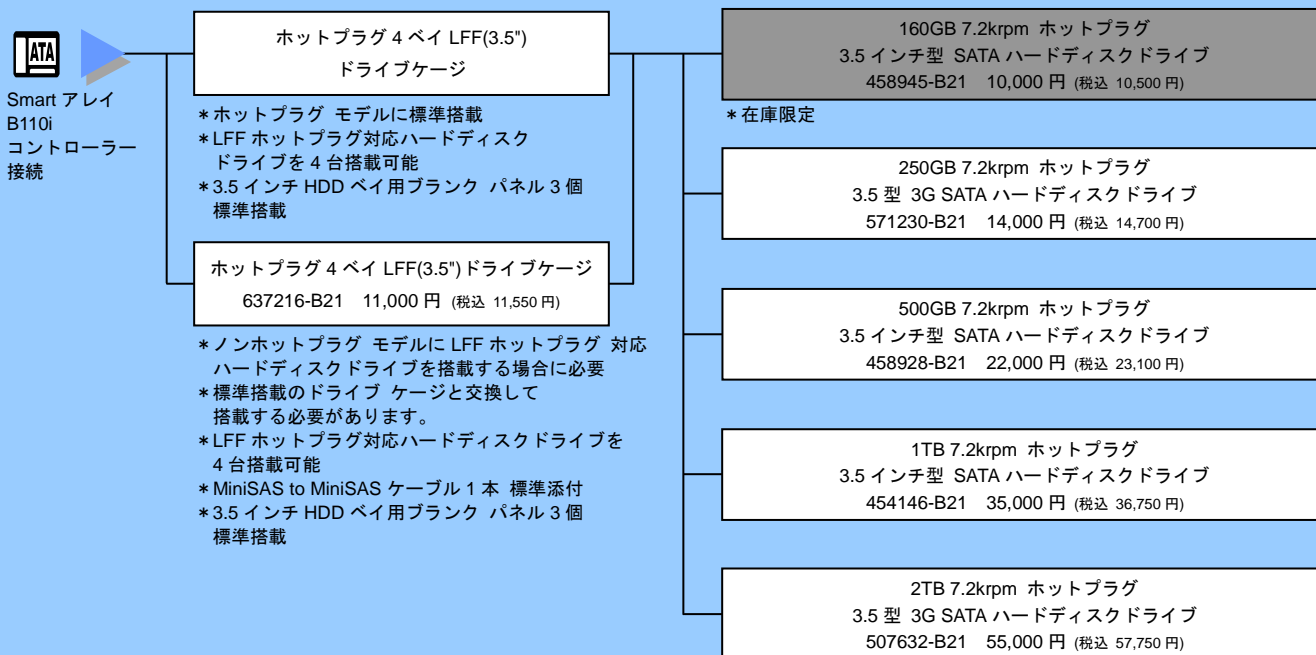 ATA
Smart アレイ
B110i
コントローラー
接続
ホットプラグ 4 ベイ LFF(3.5")
ドライブケージ
＊ホットプラグ モデルに標準搭載
＊LFF ホットプラグ対応ハードディスク
ドライブを 4 台搭載可能
＊3.5 インチ HDD ベイ用ブランク パネル 3 個
標準搭載
ホットプラグ 4 ベイ LFF(3.5")ドライブケージ
637216-B21 11,000 円 (税込 11,550 円)
＊ノンホットプラグ モデルに LFF ホットプラグ 対応
ハードディスクドライブを搭載する場合に必要
＊標準搭載のドライブ ケージと交換して
搭載する必要があります。
＊LFF ホットプラグ対応ハードディスクドライブを
4 台搭載可能
＊MiniSAS to MiniSAS ケーブル 1 本 標準添付
＊3.5 インチ HDD ベイ用ブランク パネル 3 個
標準搭載
160GB 7.2krpm ホットプラグ
3.5 インチ型 SATA ハードディスクドライブ
458945-B21 10,000 円 (税込 10,500 円)
＊在庫限定
250GB 7.2krpm ホットプラグ
3.5 型 3G SATA ハードディスクドライブ
571230-B21 14,000 円 (税込 14,700 円)
500GB 7.2krpm ホットプラグ
3.5 インチ型 SATA ハードディスクドライブ
458928-B21 22,000 円 (税込 23,100 円)
1TB 7.2krpm ホットプラグ
3.5 インチ型 SATA ハードディスクドライブ
454146-B21 35,000 円 (税込 36,750 円)
2TB 7.2krpm ホットプラグ
3.5 型 3G SATA ハードディスクドライブ
507632-B21 55,000 円 (税込 57,750 円)